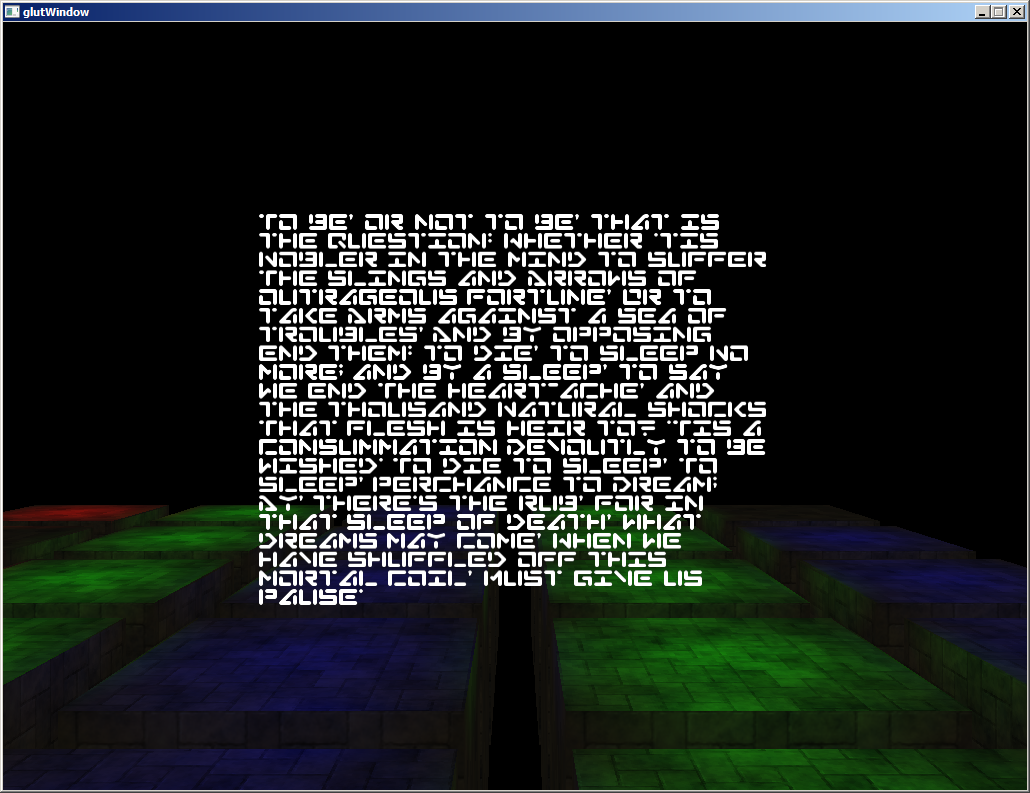 glutWindow
TO BE' OR NOT TO BE' THAT IS
THE QUESTION: WHETHER 'TIS
NOBLER IN THE MIND TO SUFFER
THE SLINGS AND ARROWS OF
OUTRAGEOUS FORTUNE' OR TO
TAKE ARMS AGAINST A SEA OF
TROUBLES' AND BY OPPOSING
END THEM: TO DIE' TO SLEEP NO
MORE; AND BY A SLEEP' TO SAY
WE END THE HEART-ACHE' AND
THE THOUSAND NATURAL SHOCKS
THAT FLESH IS HEIR TO? 'TIS A
CONSUMMATION DEVOUTLY TO BE
WISHED' TO DIE TO SLEEP' TO
SLEEP' PERCHANCE TO DREAM;
AY' THERE'S THE RUB' FOR IN
THAT SLEEP OF DEATH' WHAT
DREAMS MAY COME' WHEN WE
HAVE SHUFFLED OFF THIS
MORTAL COIL' MUST GIVE US
PAUSE'